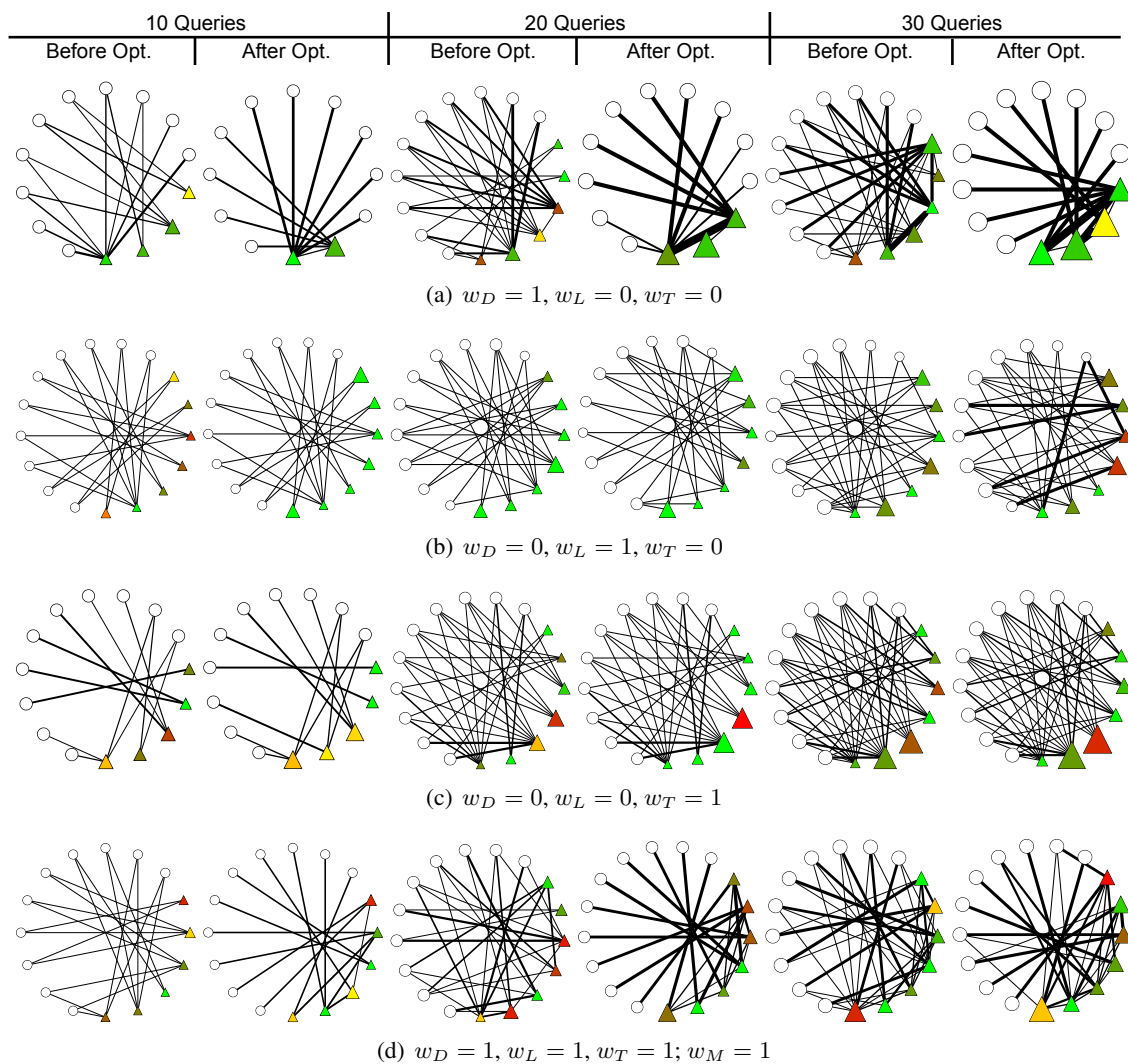 10 Queries 20 Queries 30 Queries
Before Opt. After Opt. Before Opt. After Opt. Before Opt. After Opt.
(a) w_D = 1, w_L = 0, w_T = 0
(b) w_D = 0, w_L = 1, w_T = 0
(c) w_D = 0, w_L = 0, w_T = 1
(d) w_D = 1, w_L = 1, w_T = 1; w_M = 1